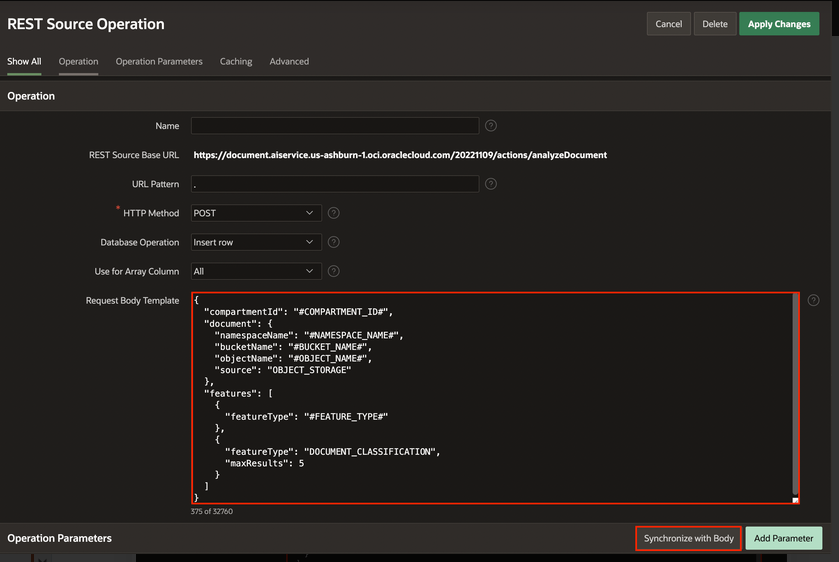 REST Source Operation
Cancel
Delete
Apply Changes
Show All
Operation
Operation Parameters
Caching
Advanced
Operation
Name
?
REST Source Base URL
https://document.aiservice.us-ashburn-1.oci.oraclecloud.com/20221109/actions/analyzeDocument
URL Pattern
.
?
* HTTP Method
POST
?
Database Operation
Insert row
?
Use for Array Column
All
?
Request Body Template
?
{
  "compartmentId": "#COMPARTMENT_ID#",
  "document": {
    "namespaceName": "#NAMESPACE_NAME#",
    "bucketName": "#BUCKET_NAME#",
    "objectName": "#OBJECT_NAME#",
    "source": "OBJECT_STORAGE"
  },
  "features": [
    {
      "featureType": "#FEATURE_TYPE#"
    },
    {
      "featureType": "DOCUMENT_CLASSIFICATION",
      "maxResults": 5
    }
  ]
}
375 of 32760
Operation Parameters
Synchronize with Body
Add Parameter